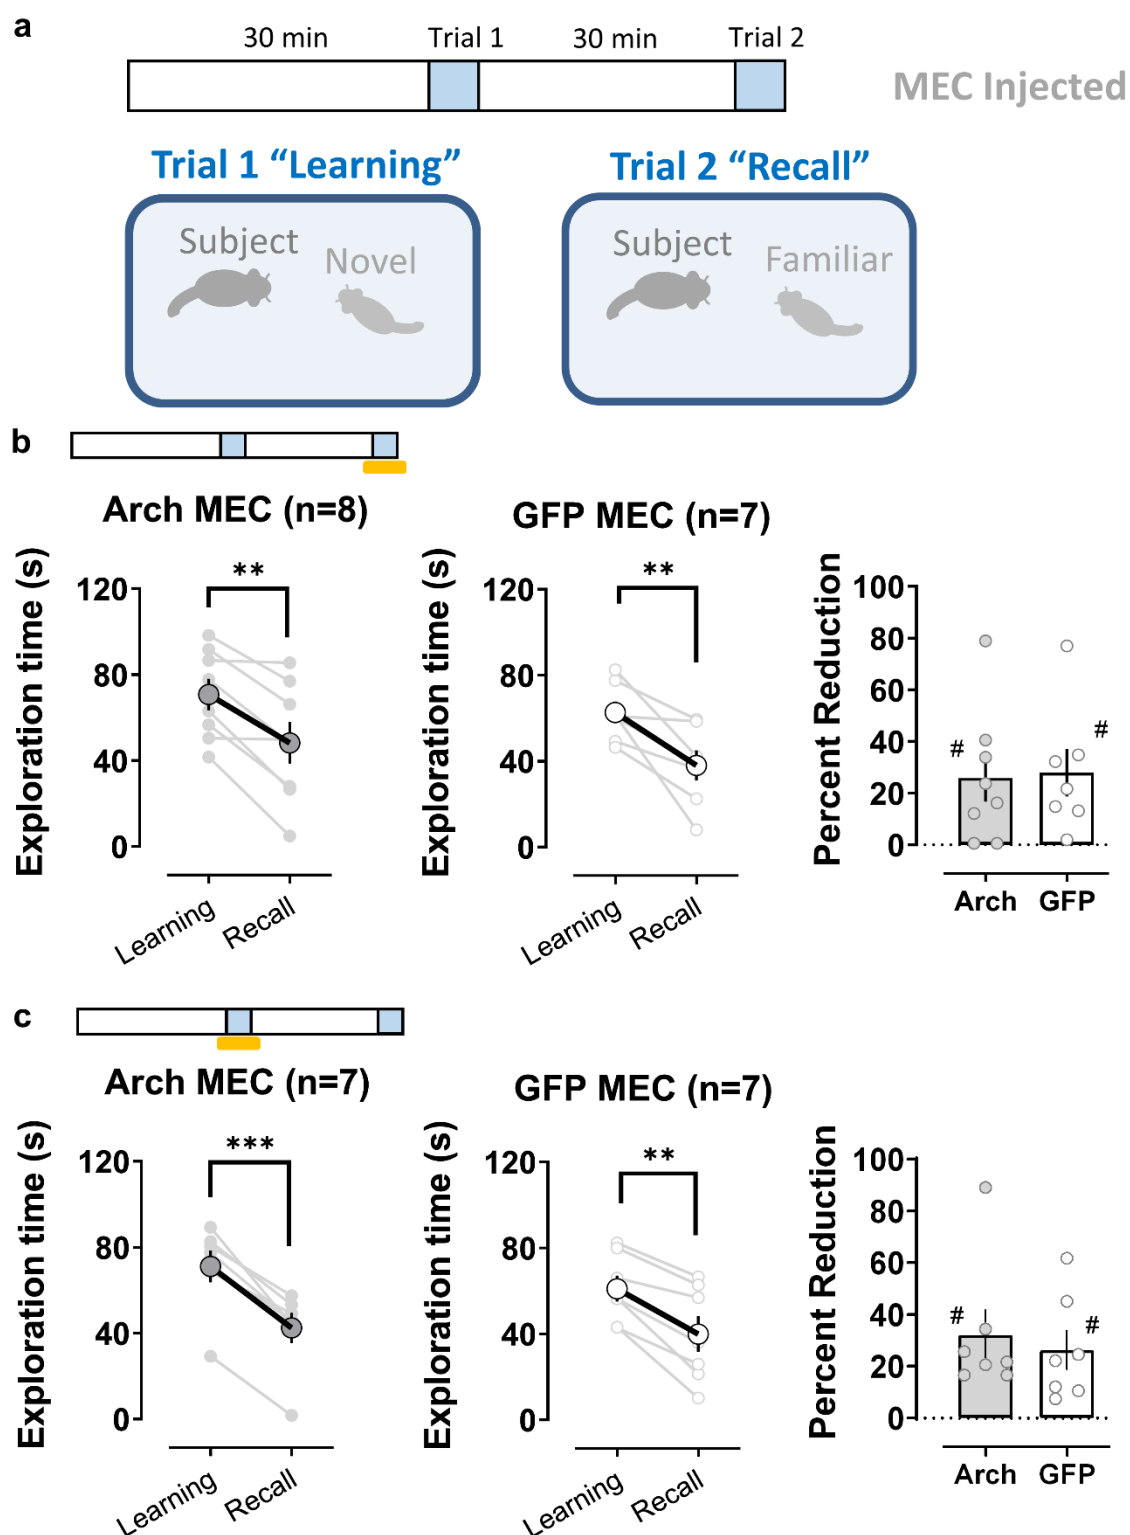 a
30 min Trial 1 30 min Trial 2
MEC Injected
Trial 1 “Learning” Trial 2 “Recall”
Subject Novel Subject Familiar
b
Arch MEC (n=8) GFP MEC (n=7)
Exploration time (s)
120
80
40
0
**
Learning Recall
Exploration time (s)
120
80
40
0
**
Learning Recall
Percent Reduction
100
80
60
40
20
0
# #
Arch GFP
c
Arch MEC (n=7) GFP MEC (n=7)
Exploration time (s)
120
80
40
0
***
Learning Recall
Exploration time (s)
120
80
40
0
**
Learning Recall
Percent Reduction
100
80
60
40
20
0
# #
Arch GFP